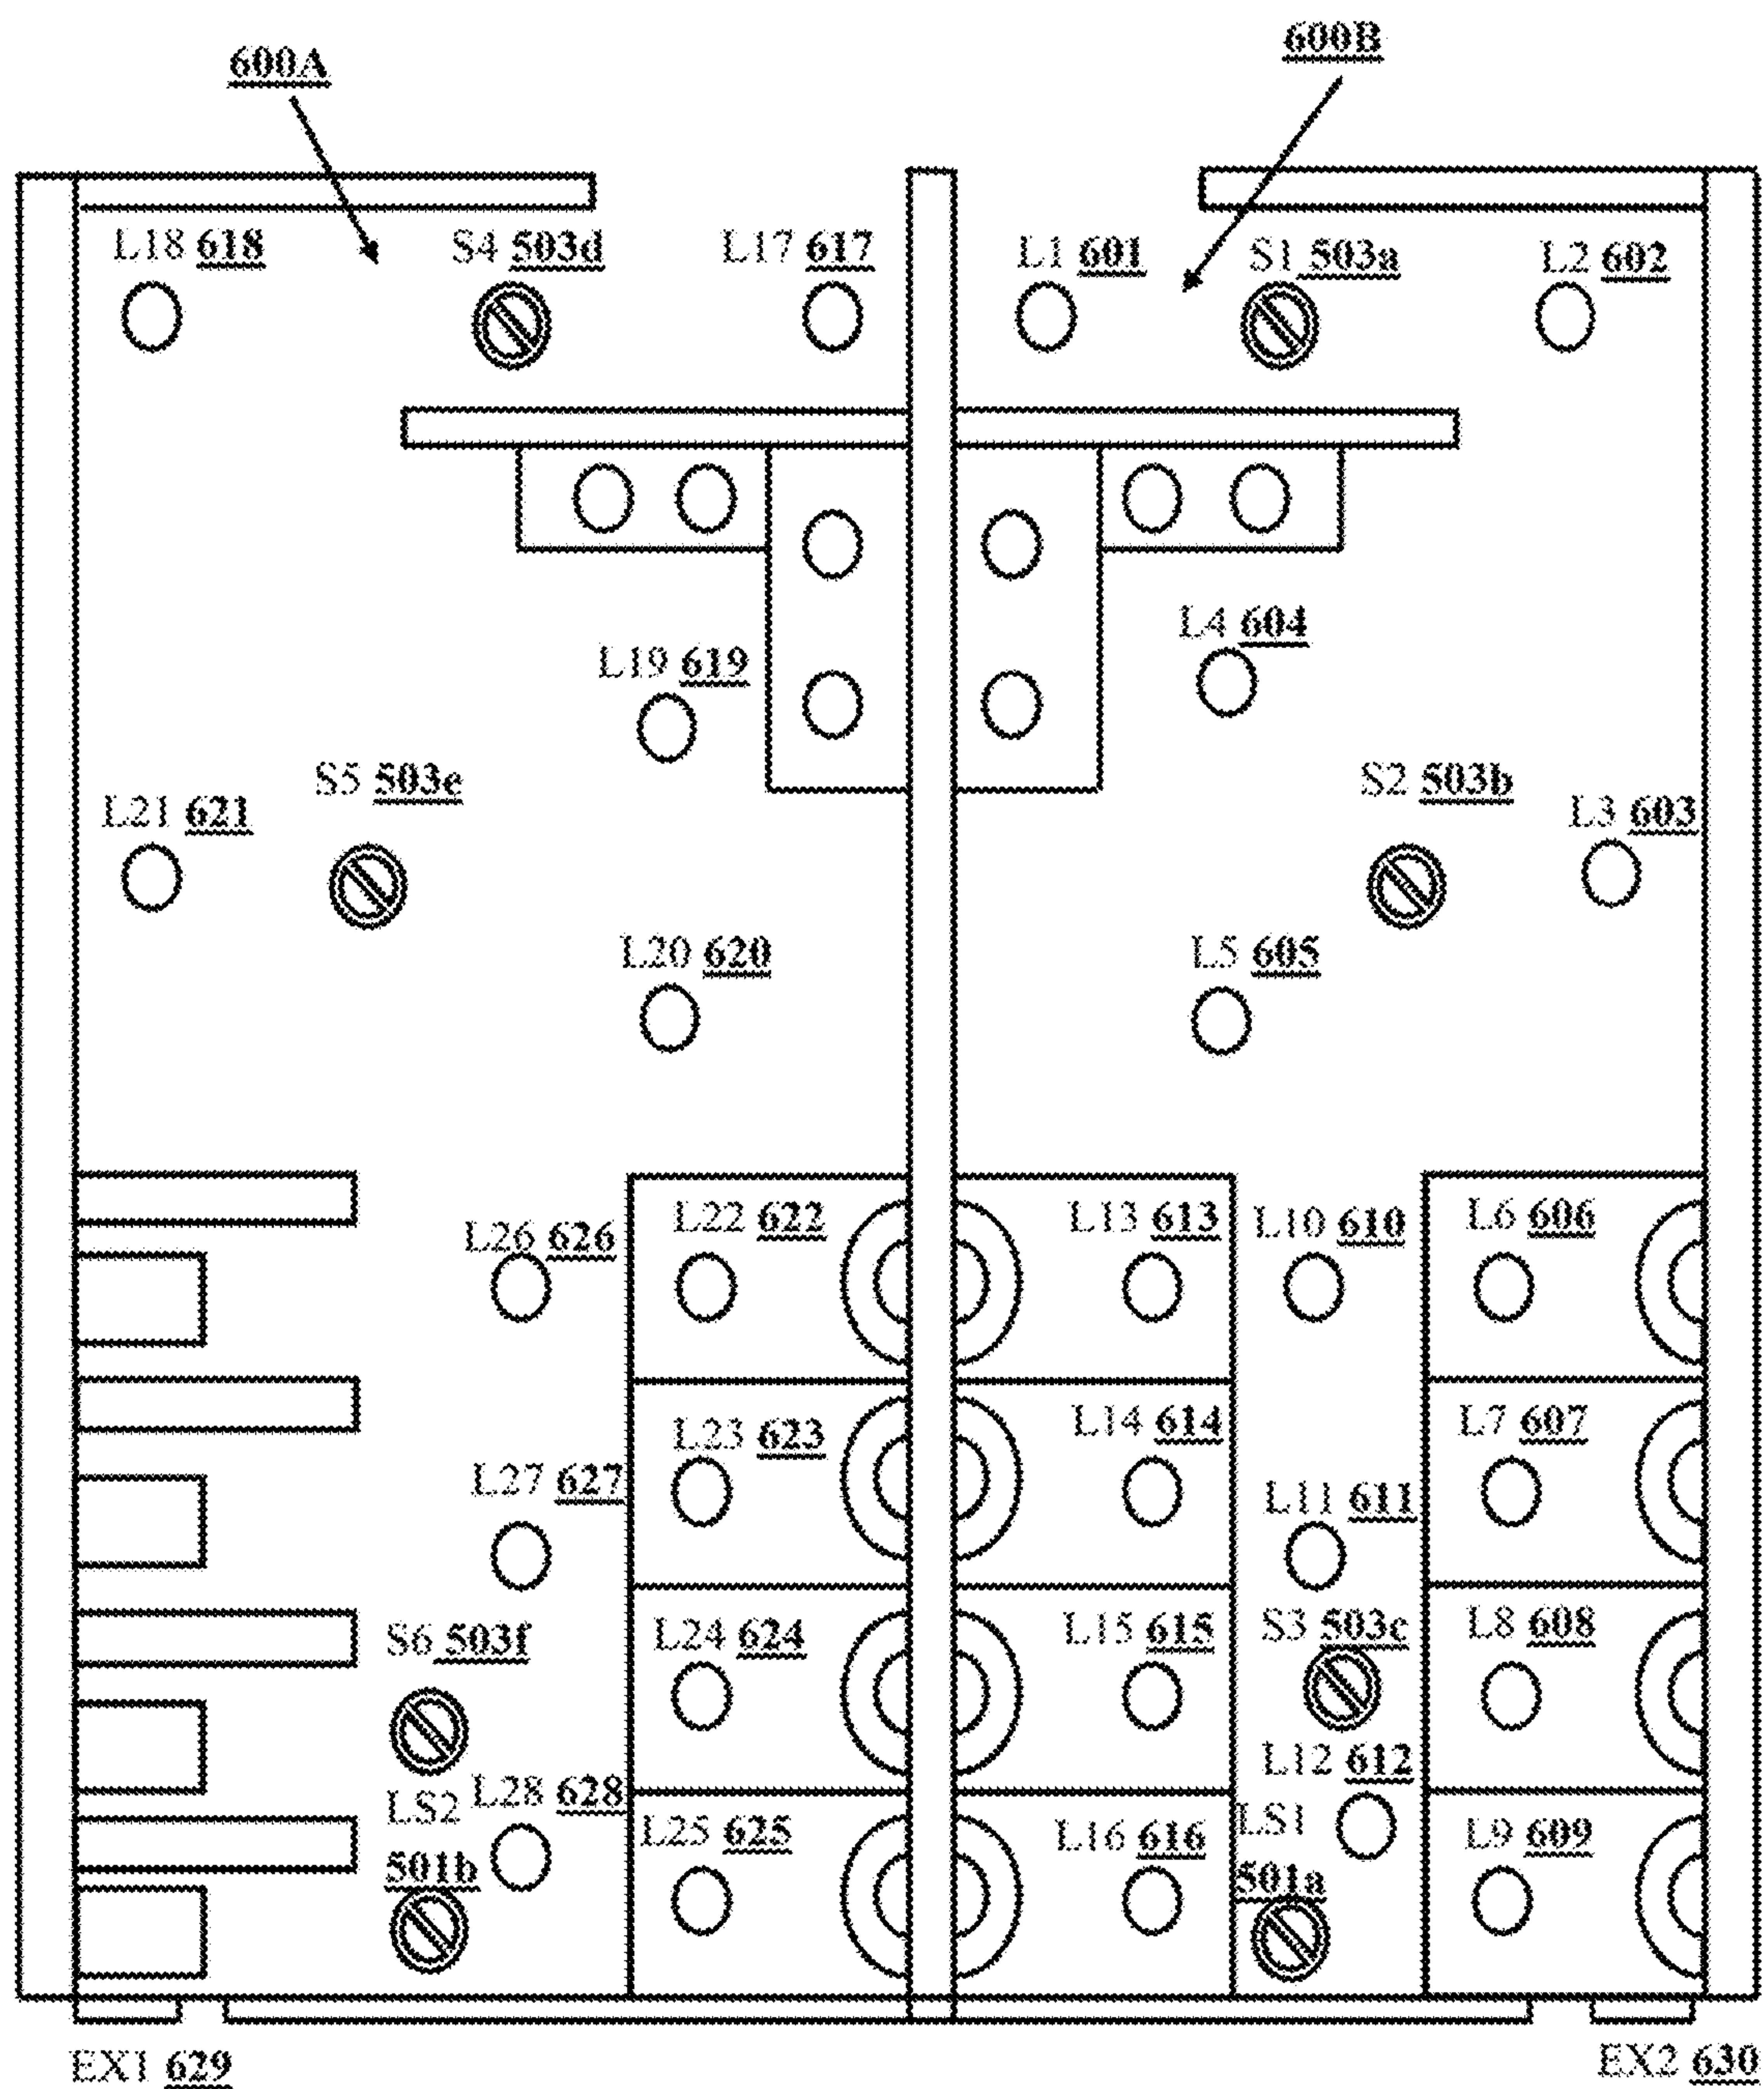 600A
600B
L18 618
S4 503d
L17 617
L1 601
S1 503a
L2 602
L4 604
L19 619
S5 503e
S2 503b
L21 621
L3 603
L20 620
L5 605
L26 626
L22 622
L13 613
L10 610
L6 606
L23 623
L14 614
L7 607
L27 627
L11 611
S6 503f
L24 624
L15 615
S3 503c
L8 608
L12 612
LS2
L28 628
L25 625
L16 616
LS1
L9 609
501b
501a
EX1 629
EX2 630